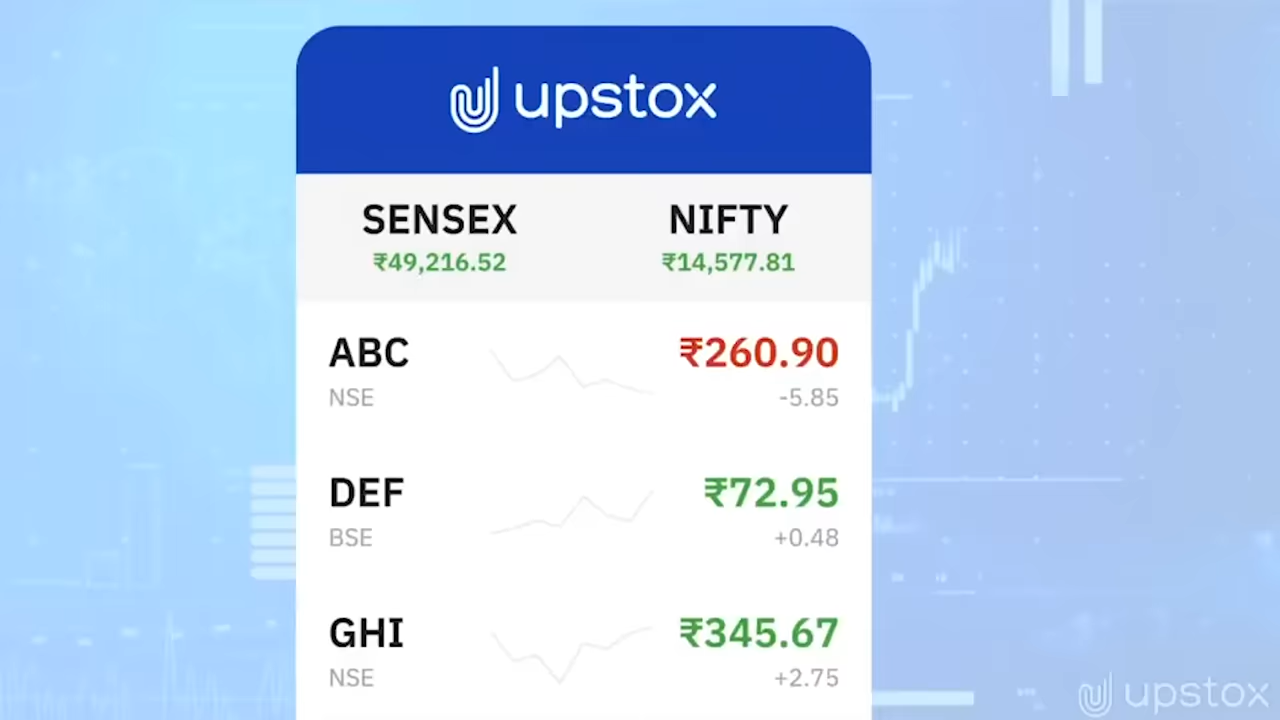 upstox
SENSEX NIFTY
₹49,216.52 ₹14,577.81
ABC ₹260.90
NSE -5.85
DEF ₹72.95
BSE +0.48
GHI ₹345.67
NSE +2.75
upstox